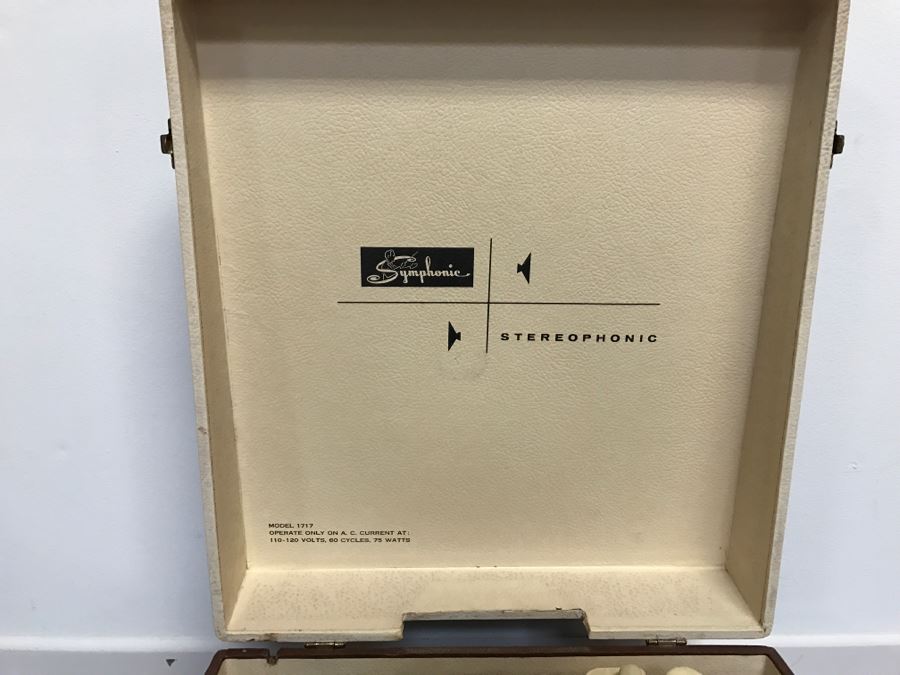 Symphonic
STEREOPHONIC
MODEL 1717
OPERATE ONLY ON A. C. CURRENT AT:
110-120 VOLTS, 60 CYCLES, 75 WATTS